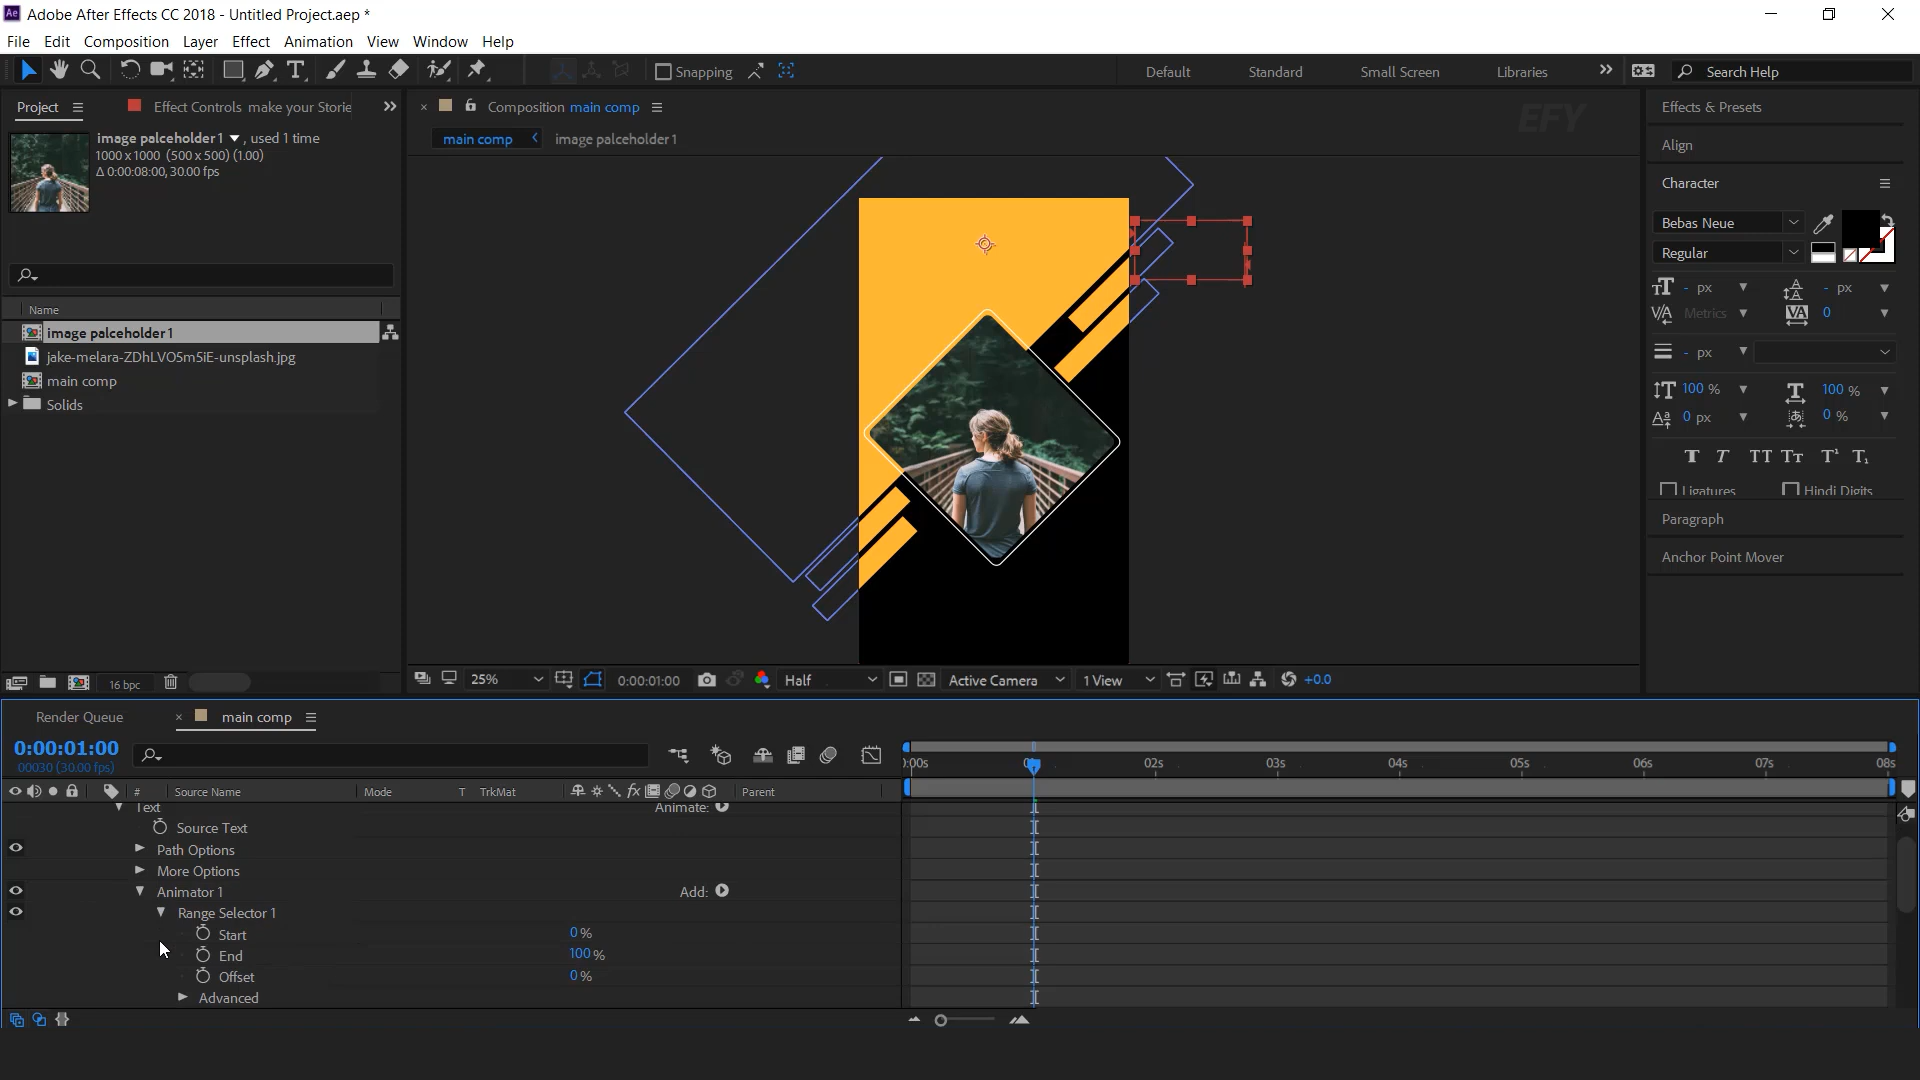 Adobe After Effects CC 2018 - Untitled Project.aep *
File Edit Composition Layer Effect Animation View Window Help
Snapping
Default Standard Small Screen Libraries
Search Help
Project
Effect Controls make your Storie
image palceholder 1 , used 1 time
1000 x 1000 (500 x 500) (1.00)
Δ 0:00:08:00, 30.00 fps
Name
image palceholder 1
jake-melara-ZDhLVO5m5iE-unsplash.jpg
main comp
Solids
16 bpc
Composition main comp
main comp
image palceholder 1
EFY
25%
0:00:01:00
Half
Active Camera
1 View
+0.0
Effects & Presets
Align
Character
Bebas Neue
Regular
- px
- px
Metrics
0
- px
100 %
100 %
0 px
0 %
Ligatures
Hindi Digits
Paragraph
Anchor Point Mover
Render Queue
main comp
0:00:01:00
00030 (30.00 fps)
# Source Name Mode T TrkMat Parent
):00s 02s 03s 04s 05s 06s 07s 08s
Text Animate:
Source Text
Path Options
More Options
Animator 1 Add:
Range Selector 1
Start 0 %
End 100 %
Offset 0 %
Advanced